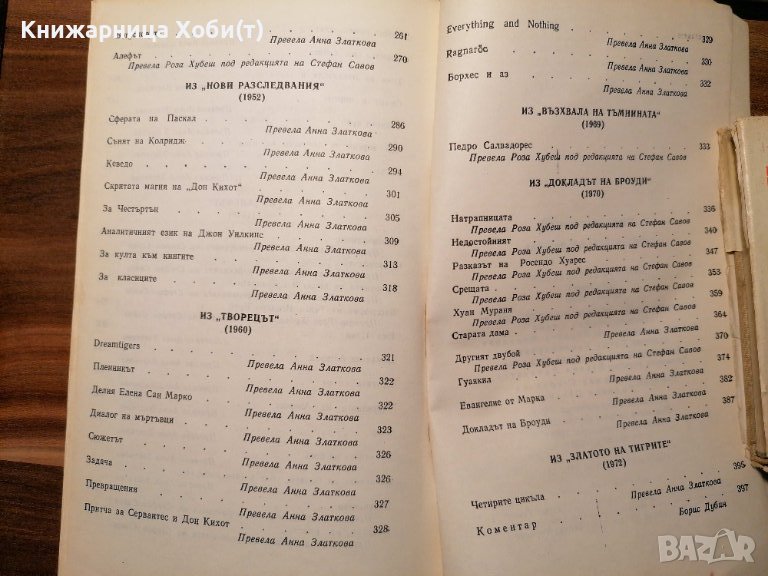 Книжарница Хоби(т)
261
Превела Анна Златкова
Алефът 270
Превела Роза Хубеш под редакцията на Стефан Савов
ИЗ „НОВИ РАЗСЛЕДВАНИЯ“
(1952)
Сферата на Паскал 286
Превела Анна Златкова
Сънят на Колридж 290
Превела Анна Златкова
Кеведо 294
Превела Анна Златкова
Скритата магия на „Дон Кихот“ 301
Превела Анна Златкова
За Честъртън 305
Превела Анна Златкова
Аналитичният език на Джон Уилкинс 309
Превела Анна Златкова
За култа към книгите 313
Превела Анна Златкова
За класиците 318
Превела Анна Златкова
ИЗ „ТВОРЕЦЪТ“
(1960)
Dreamtigers 321
Превела Анна Златкова
Пленникът 322
Превела Анна Златкова
Делия Елена Сан Марко 322
Превела Анна Златкова
Диалог на мъртъвци 323
Превела Анна Златкова
Сюжетът 326
Превела Анна Златкова
Задача 326
Превела Анна Златкова
Превращения 327
Превела Анна Златкова
Притча за Сервантес и Дон Кихот 328
Превела Анна Златкова
Everything and Nothing 329
Превела Анна Златкова
Ragnarök 330
Превела Анна Златкова
Борхес и аз 332
Превела Анна Златкова
ИЗ „ВЪЗХВАЛА НА ТЪМНИНАТА“
(1969)
Педро Салвадорес 333
Превела Роза Хубеш под редакцията на Стефан Савов
ИЗ „ДОКЛАДЪТ НА БРОУДИ“
(1970)
Натрапницата 336
Превела Роза Хубеш под редакцията на Стефан Савов
Недостойният 340
Превела Роза Хубеш под редакцията на Стефан Савов
Разказът на Росендо Хуарес 347
Превела Роза Хубеш под редакцията на Стефан Савов
Срещата 353
Превела Роза Хубеш под редакцията на Стефан Савов
Хуан Мураня 359
Превела Роза Хубеш под редакцията на Стефан Савов
Старата дама 364
Превела Анна Златкова
Другият двубой 370
Превела Роза Хубеш под редакцията на Стефан Савов
Гуаякил 374
Превела Анна Златкова
Евангелие от Марка 382
Превела Анна Златкова
Докладът на Броуди 387
Превела Анна Златкова
ИЗ „ЗЛАТОТО НА ТИГРИТЕ“
(1972)
Четирите цикъла 395
Превела Анна Златкова
Коментар 397
Борис Дубин
BAZAR